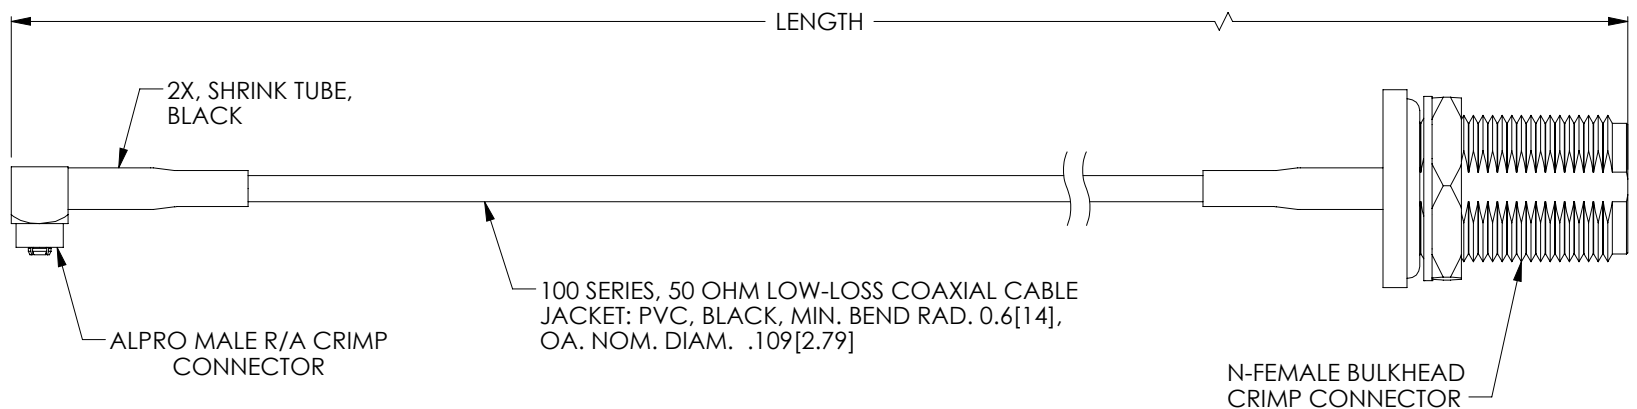 LENGTH
2X, SHRINK TUBE,
BLACK
100 SERIES, 50 OHM LOW-LOSS COAXIAL CABLE
JACKET: PVC, BLACK, MIN. BEND RAD. 0.6[14],
OA. NOM. DIAM. .109[2.79]
ALPRO MALE R/A CRIMP
CONNECTOR
N-FEMALE BULKHEAD
CRIMP CONNECTOR